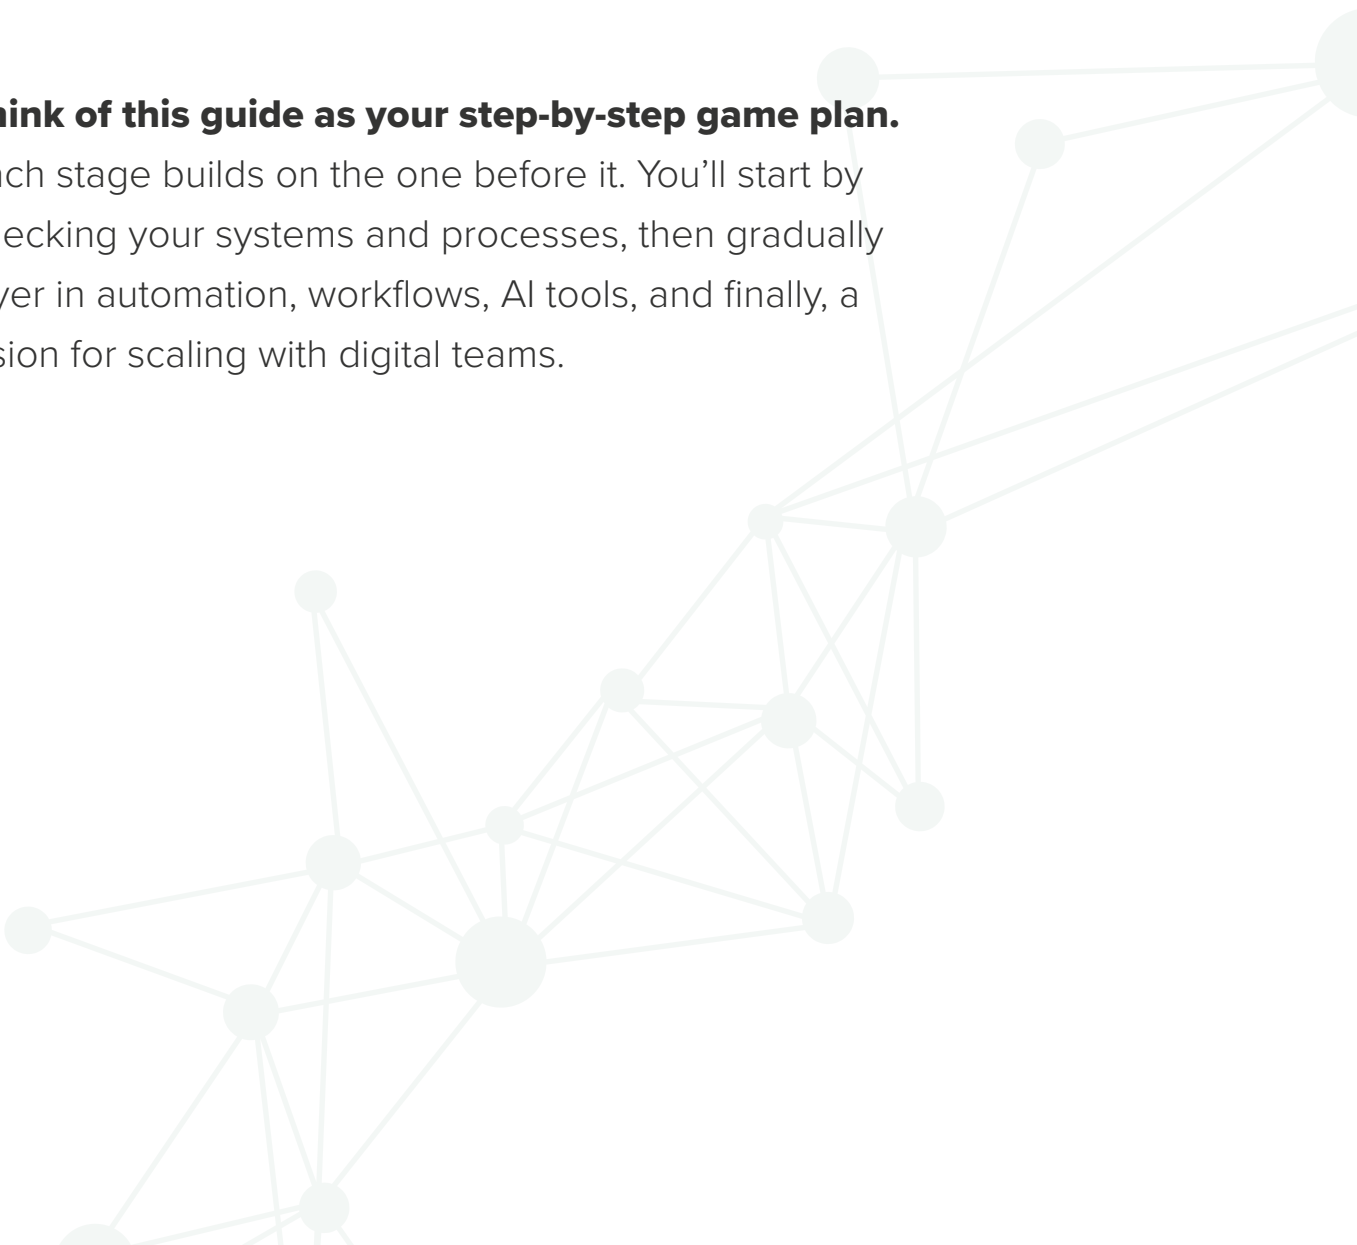 hink of this guide as your step-by-step game plan.
ach stage builds on the one before it. You’ll start by
ecking your systems and processes, then gradually
yer in automation, workflows, AI tools, and finally, a
sion for scaling with digital teams.